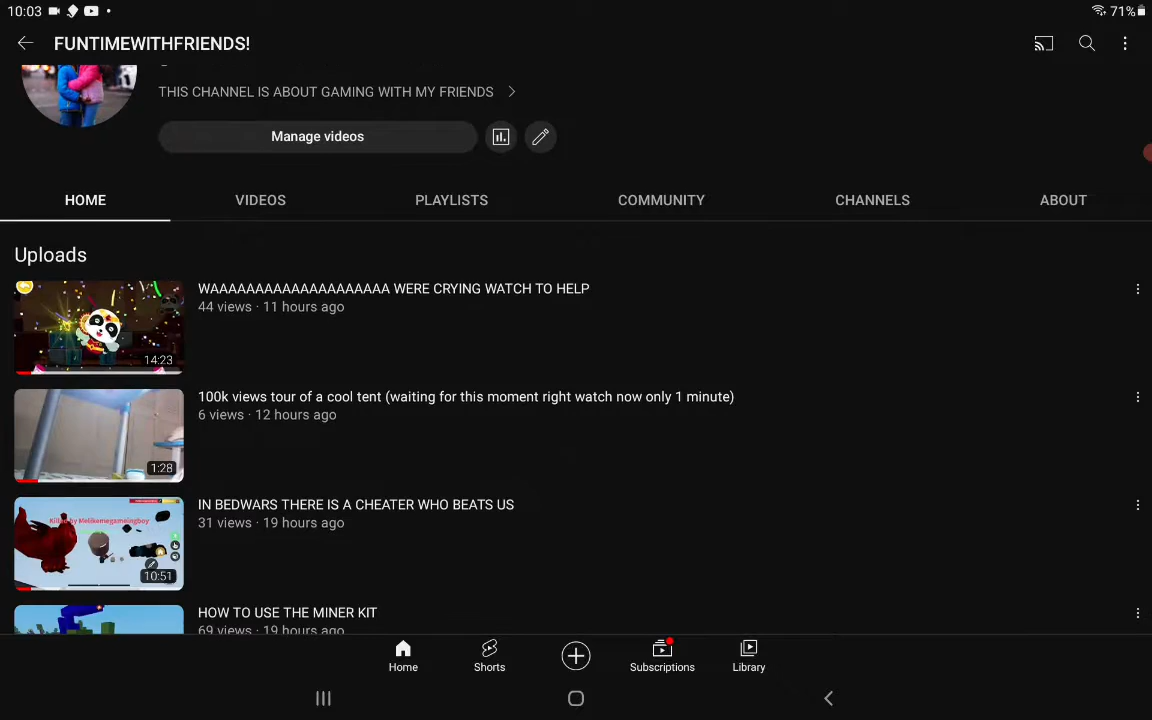 10:03
71%
FUNTIMEWITHFRIENDS!
THIS CHANNEL IS ABOUT GAMING WITH MY FRIENDS
Manage videos
HOME VIDEOS PLAYLISTS COMMUNITY CHANNELS ABOUT
Uploads
WAAAAAAAAAAAAAAAAAAAA WERE CRYING WATCH TO HELP
44 views · 11 hours ago
14:23
100k views tour of a cool tent (waiting for this moment right watch now only 1 minute)
6 views · 12 hours ago
1:28
IN BEDWARS THERE IS A CHEATER WHO BEATS US
31 views · 19 hours ago
Killed by Melikemegameingboy
10:51
HOW TO USE THE MINER KIT
69 views · 19 hours ago
Home Shorts Subscriptions Library